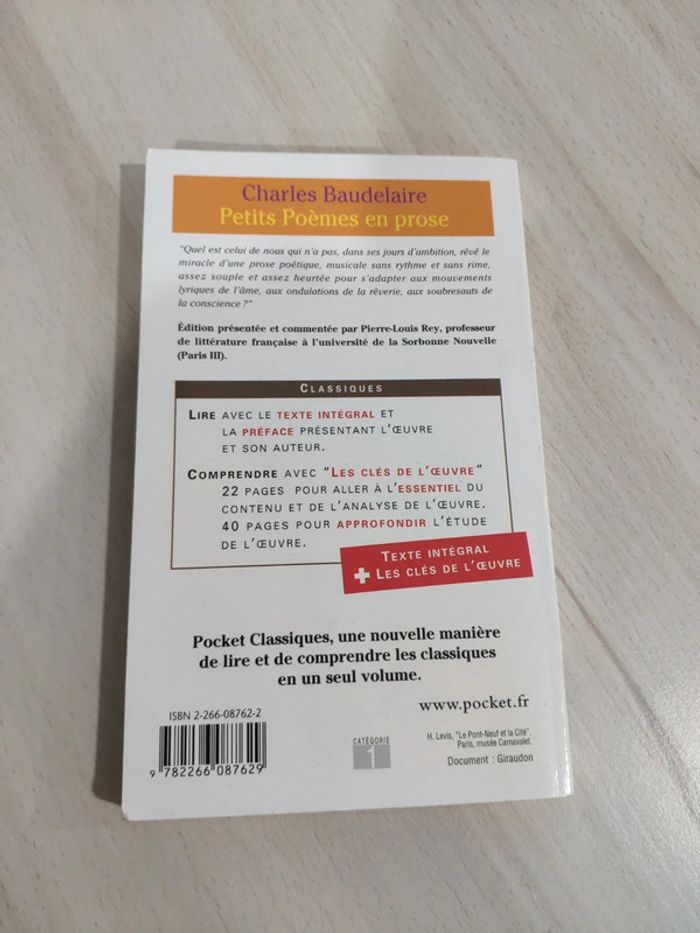 Charles Baudelaire
Petits Poèmes en prose
"Quel est celui de nous qui n'a pas, dans ses jours d'ambition, rêvé le
miracle d'une prose poétique, musicale sans rythme et sans rime,
assez souple et assez heurtée pour s'adapter aux mouvements
lyriques de l'âme, aux ondulations de la rêverie, aux soubresauts de
la conscience ?"
Édition présentée et commentée par Pierre-Louis Rey, professeur
de littérature française à l'université de la Sorbonne Nouvelle
(Paris III).
CLASSIQUES
LIRE AVEC LE TEXTE INTÉGRAL ET
LA PRÉFACE PRÉSENTANT L'ŒUVRE
ET SON AUTEUR.
COMPRENDRE AVEC "LES CLÉS DE L'ŒUVRE"
22 PAGES POUR ALLER À L'ESSENTIEL DU
CONTENU ET DE L'ANALYSE DE L'ŒUVRE.
40 PAGES POUR APPROFONDIR L'ÉTUDE
DE L'ŒUVRE.
TEXTE INTÉGRAL
+ LES CLÉS DE L'ŒUVRE
Pocket Classiques, une nouvelle manière
de lire et de comprendre les classiques
en un seul volume.
www.pocket.fr
ISBN 2-266-08762-2
9 782266 087629
CATÉGORIE
1
H. Levis, "Le Pont-Neuf et la Cité".
Paris, musée Carnavalet.
Document : Giraudon